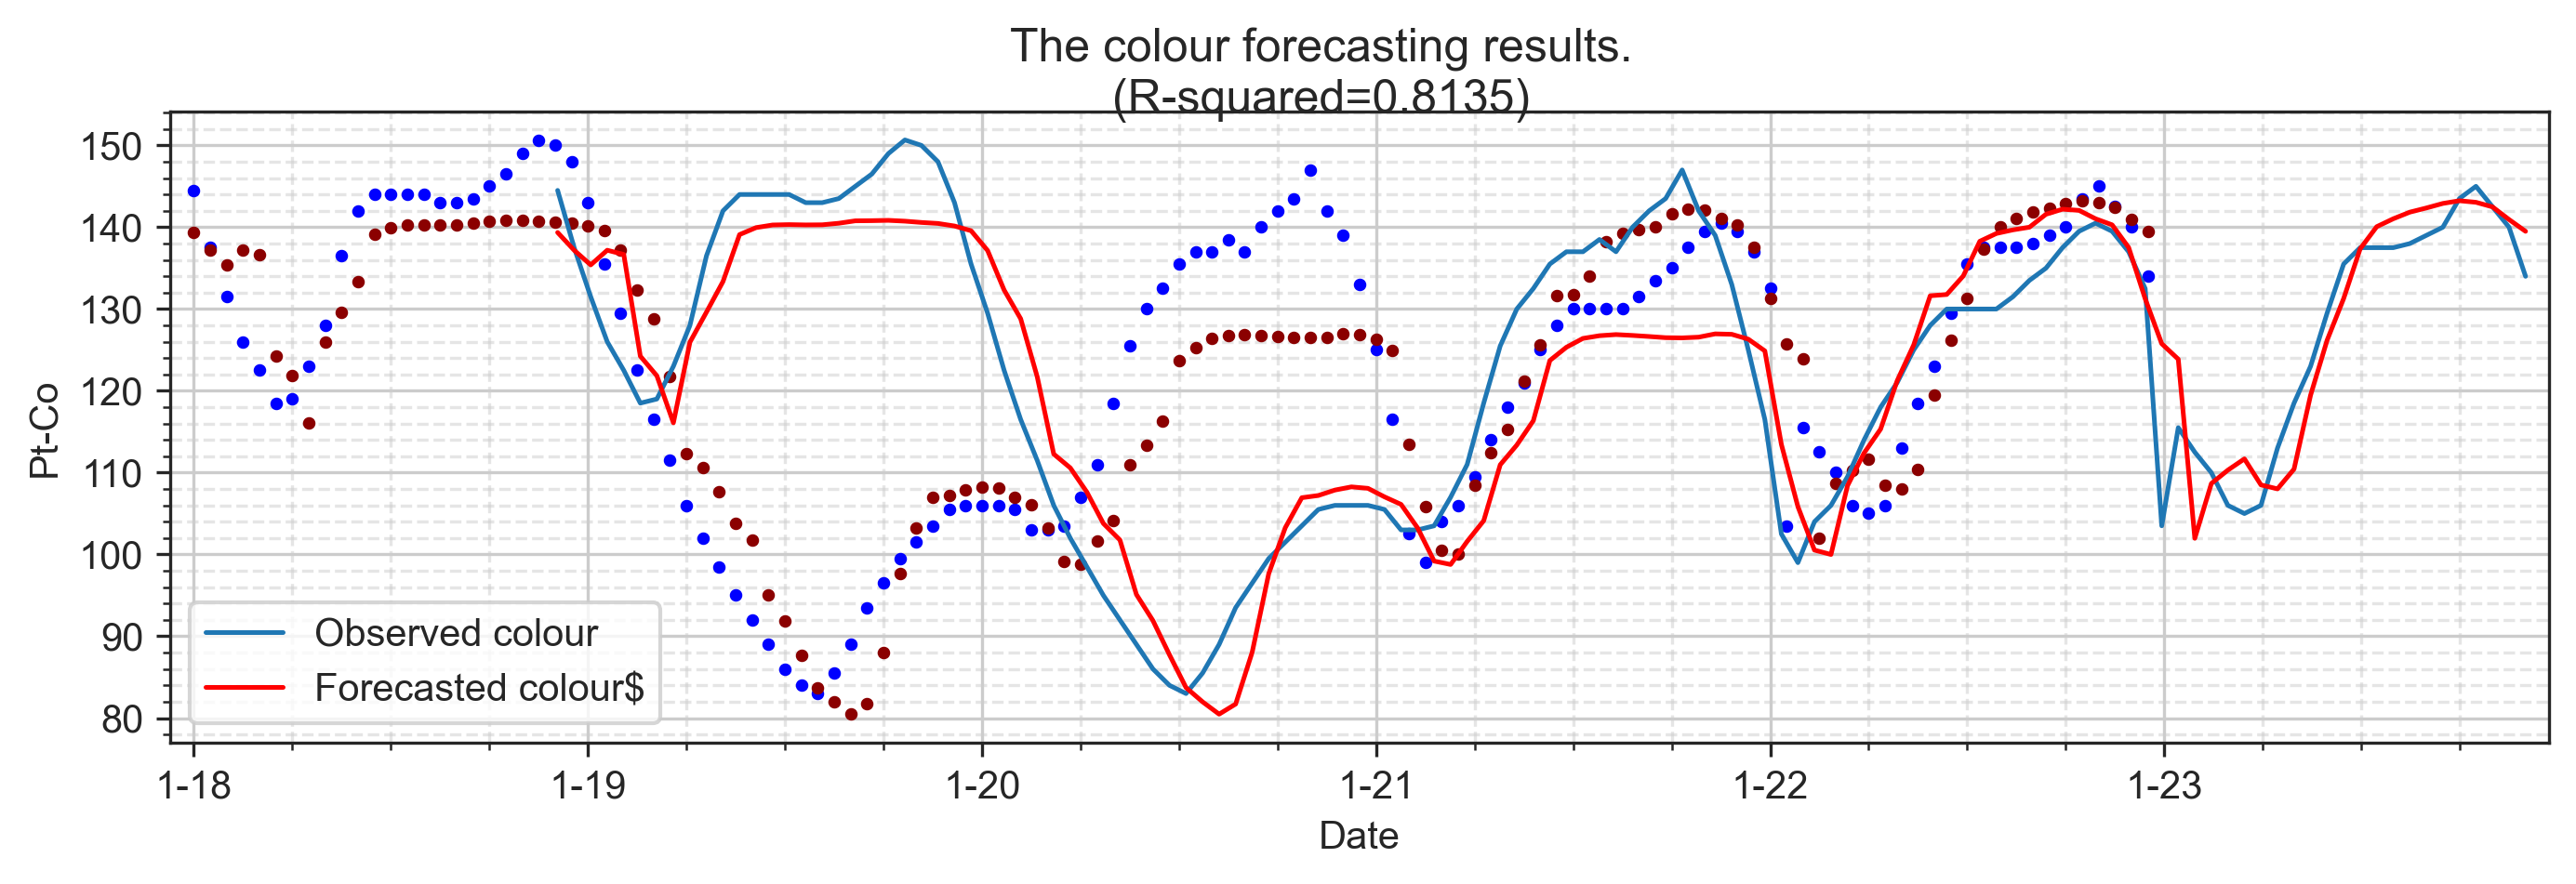 The colour forecasting results.
(R-squared=0.8135)
150
140
130
120
110
100
90
80
Pt-Co
Observed colour
Forecasted colour$
1-18 1-19 1-20 1-21 1-22 1-23
Date